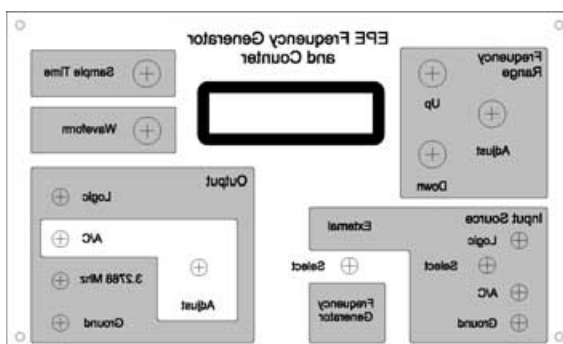 EPE Frequency Generator
and Counter
Frequency
Range
Up
Adjust
Down
Sample Time
Waveform
Output
Logic
A/C
3.2768 Mhz
Adjust
Ground
Input Source
External
Logic
Select
Select
A/C
Ground
Frequency
Generator